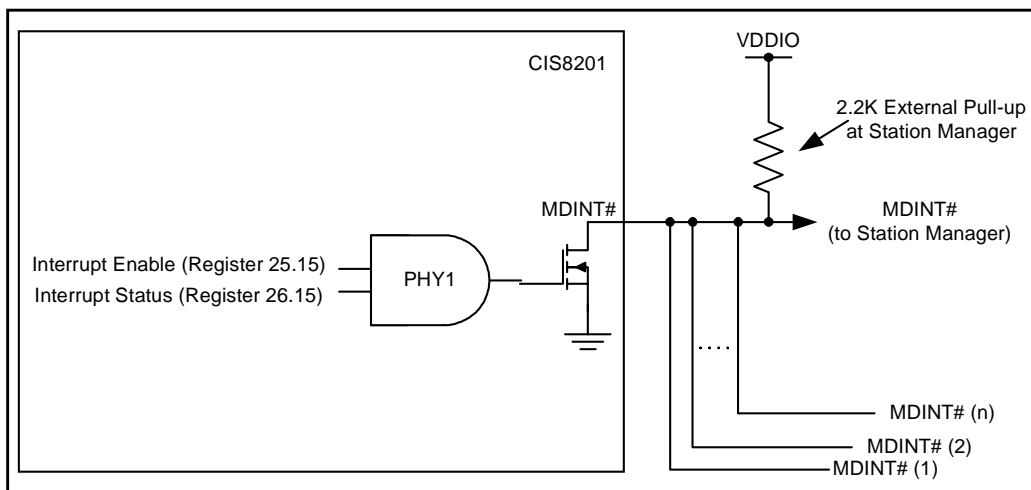 CIS8201
VDDIO
2.2K External Pull-up
at Station Manager
MDINT#
MDINT#
(to Station Manager)
Interrupt Enable (Register 25.15)
PHY1
Interrupt Status (Register 26.15)
....
MDINT# (n)
MDINT# (2)
MDINT# (1)